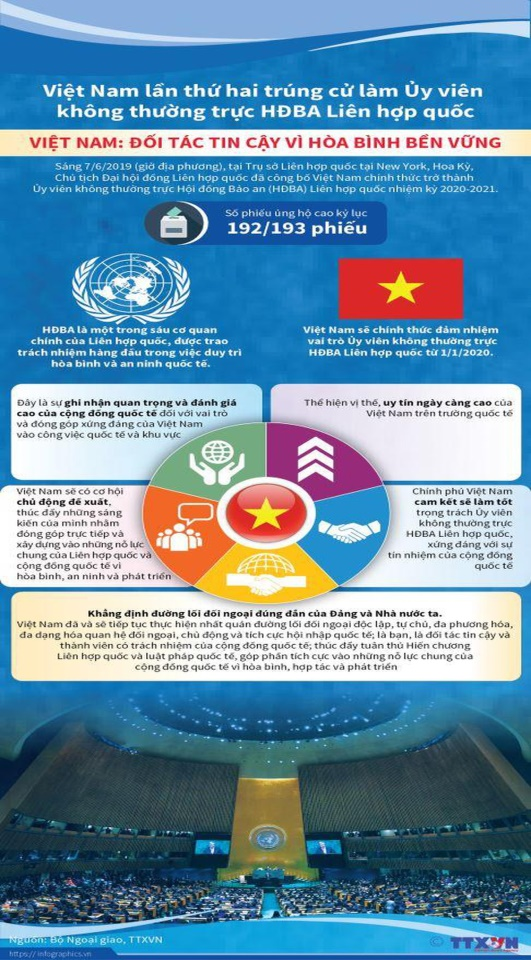 Việt Nam lần thứ hai trúng cử làm Ủy viên
không thường trực HĐBA Liên hợp quốc
VIỆT NAM: ĐỐI TÁC TIN CẬY VÌ HÒA BÌNH BỀN VỮNG
Sáng 7/6/2019 (giờ địa phương), tại Trụ sở Liên hợp quốc tại New York, Hoa Kỳ,
Chủ tịch Đại hội đồng Liên hợp quốc đã công bố Việt Nam chính thức trở thành
Ủy viên không thường trực Hội đồng Bảo an (HĐBA) Liên hợp quốc nhiệm kỳ 2020-2021.
Số phiếu ủng hộ cao kỷ lục
192/193 phiếu
HĐBA là một trong sáu cơ quan
chính của Liên hợp quốc, được trao
trách nhiệm hàng đầu trong việc duy trì
hòa bình và an ninh quốc tế.
Việt Nam sẽ chính thức đảm nhiệm
vai trò Ủy viên không thường trực
HĐBA Liên hợp quốc từ 1/1/2020.
Đây là sự ghi nhận quan trọng và đánh giá
cao của cộng đồng quốc tế đối với vai trò
và đóng góp xứng đáng của Việt Nam
vào công việc quốc tế và khu vực
Thể hiện vị thế, uy tín ngày càng cao của
Việt Nam trên trường quốc tế
Việt Nam sẽ có cơ hội
chủ động đề xuất,
thúc đẩy những sáng
kiến của mình nhằm
đóng góp trực tiếp và
xây dựng vào những nỗ lực
chung của Liên hợp quốc và
cộng đồng quốc tế vì
hòa bình, an ninh và phát triển
Chính phủ Việt Nam
cam kết sẽ làm tốt
trọng trách Ủy viên
không thường trực
HĐBA Liên hợp quốc,
xứng đáng với sự
tín nhiệm của cộng đồng
quốc tế
Khẳng định đường lối đối ngoại đúng đắn của Đảng và Nhà nước ta.
Việt Nam đã và sẽ tiếp tục thực hiện nhất quán đường lối đối ngoại độc lập, tự chủ, đa phương hóa,
đa dạng hóa quan hệ đối ngoại, chủ động và tích cực hội nhập quốc tế; là bạn, là đối tác tin cậy và
thành viên có trách nhiệm của cộng đồng quốc tế; thúc đẩy tuân thủ Hiến chương
Liên hợp quốc và luật pháp quốc tế, góp phần tích cực vào những nỗ lực chung của
cộng đồng quốc tế vì hòa bình, hợp tác và phát triển
Nguồn: Bộ Ngoại giao, TTXVN
https://infographics.vn
© TTXVN